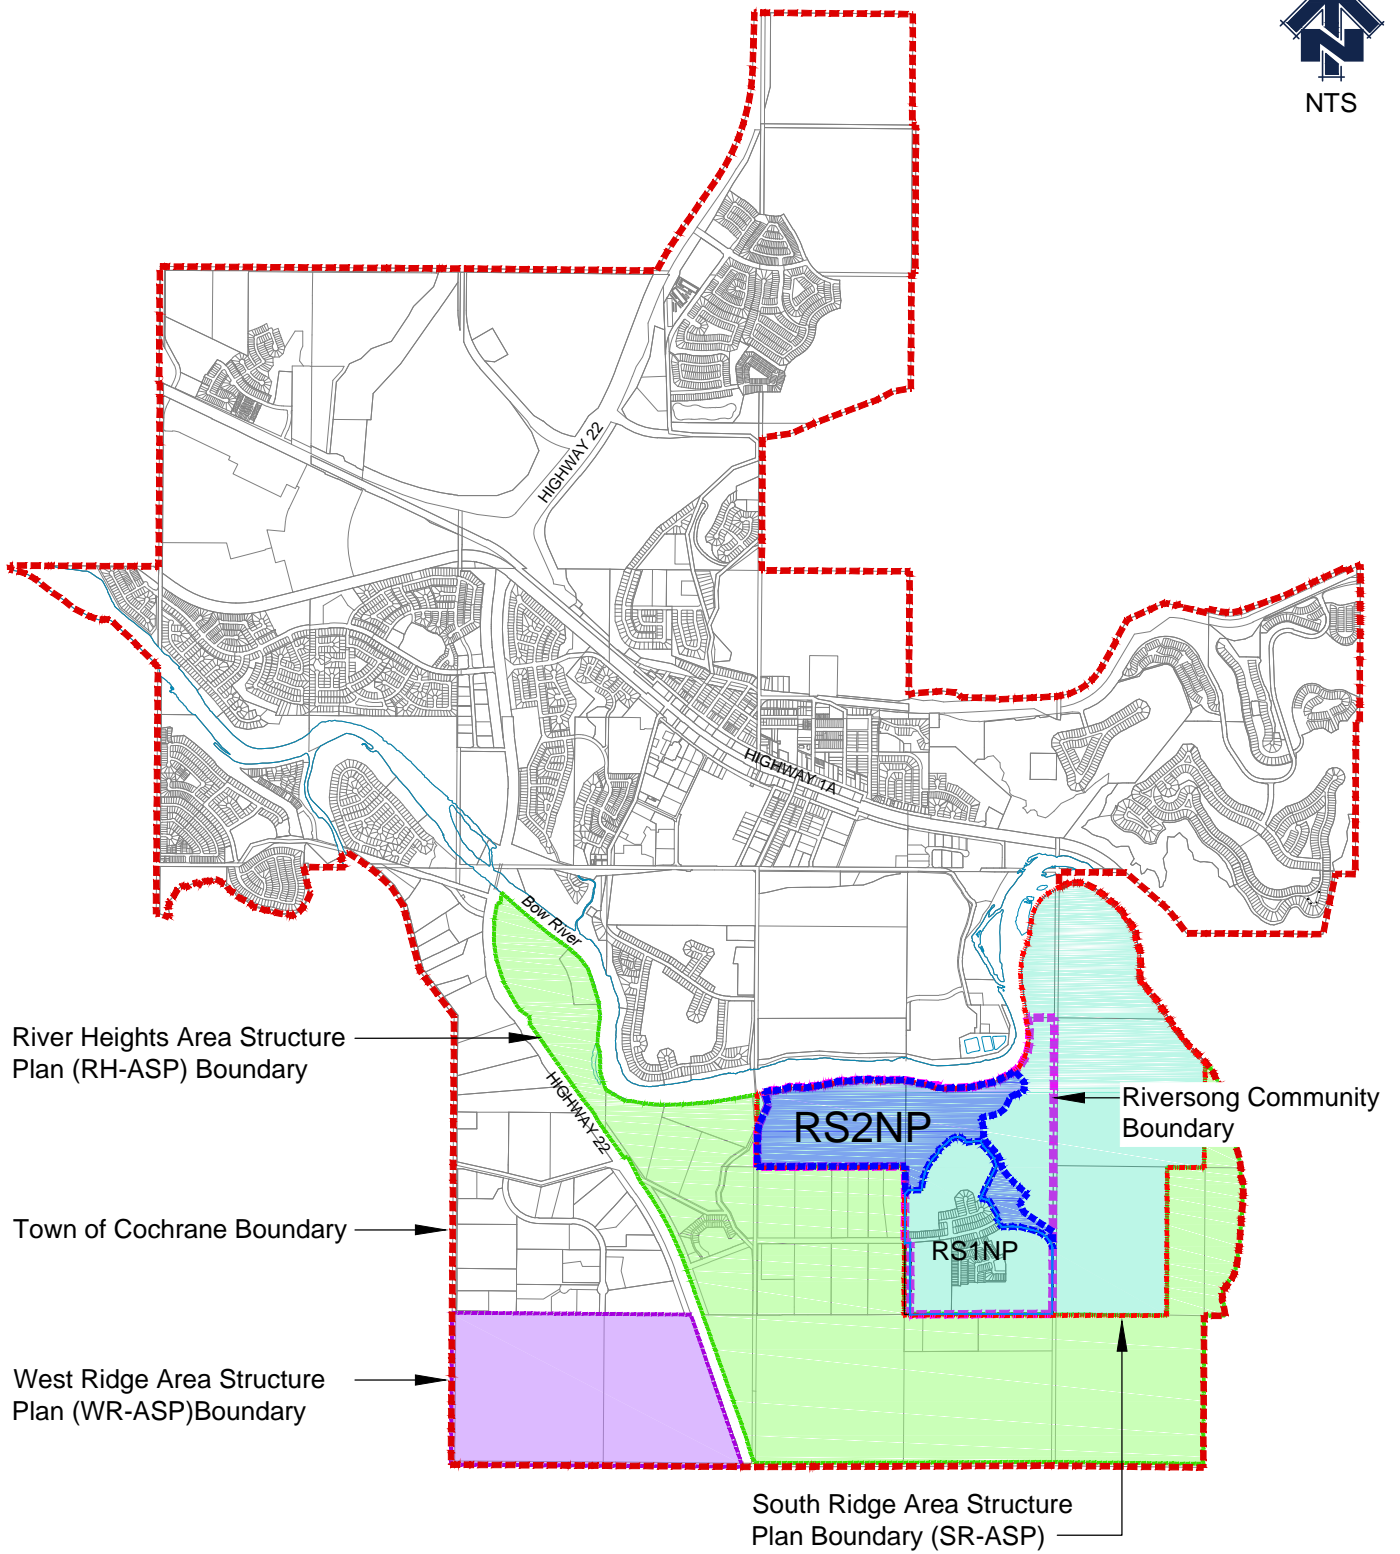 N
NTS
HIGHWAY 22
HIGHWAY 1A
Bow River
River Heights Area Structure
Plan (RH-ASP) Boundary
HIGHWAY 22
RS2NP
Riversong Community
Boundary
Town of Cochrane Boundary
RS1NP
West Ridge Area Structure
Plan (WR-ASP)Boundary
South Ridge Area Structure
Plan Boundary (SR-ASP)